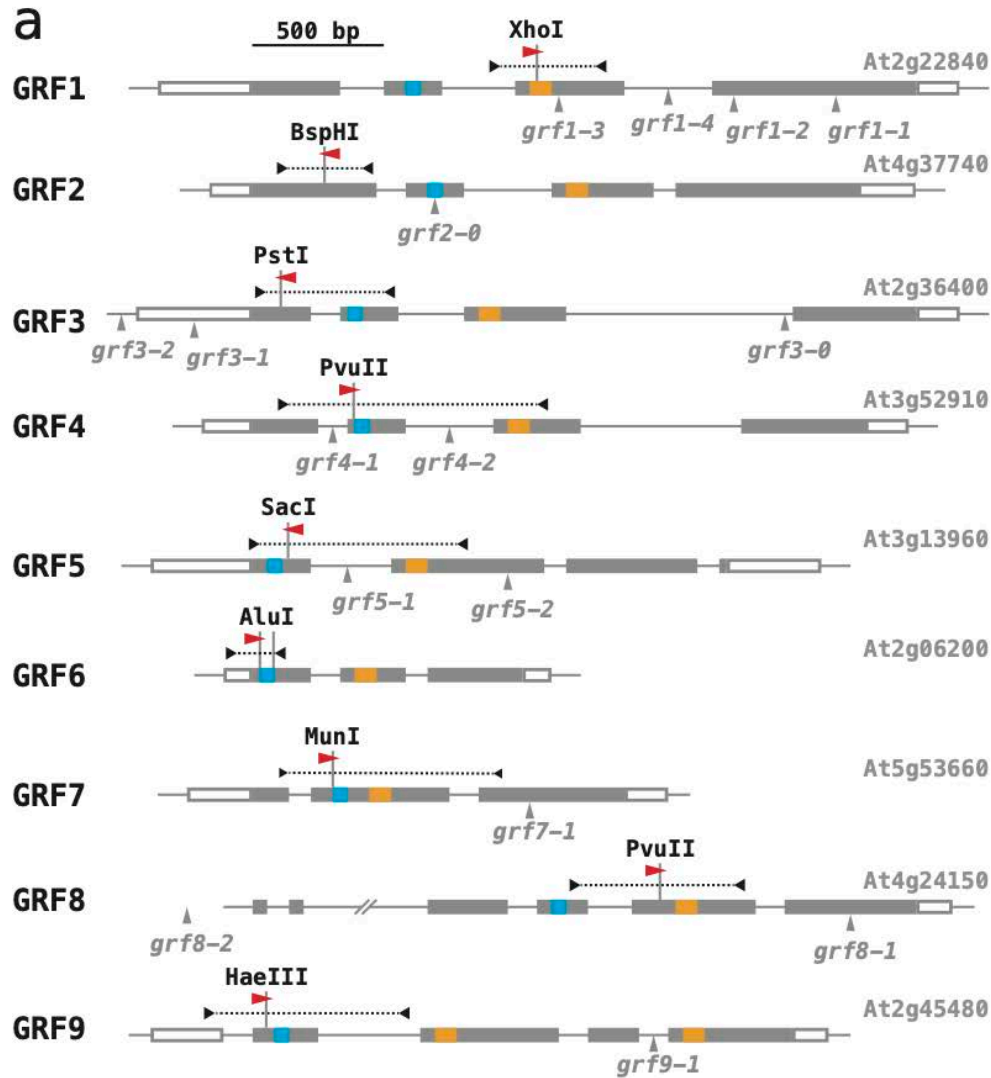 a
500 bp
XhoI
At2g22840
GRF1
grf1-3
grf1-4
grf1-2
grf1-1
BspHI
At4g37740
GRF2
grf2-0
PstI
At2g36400
GRF3
grf3-2
grf3-1
grf3-0
PvuII
At3g52910
GRF4
grf4-1
grf4-2
SacI
At3g13960
GRF5
grf5-1
grf5-2
AluI
At2g06200
GRF6
MunI
At5g53660
GRF7
grf7-1
PvuII
At4g24150
GRF8
grf8-2
grf8-1
HaeIII
At2g45480
GRF9
grf9-1